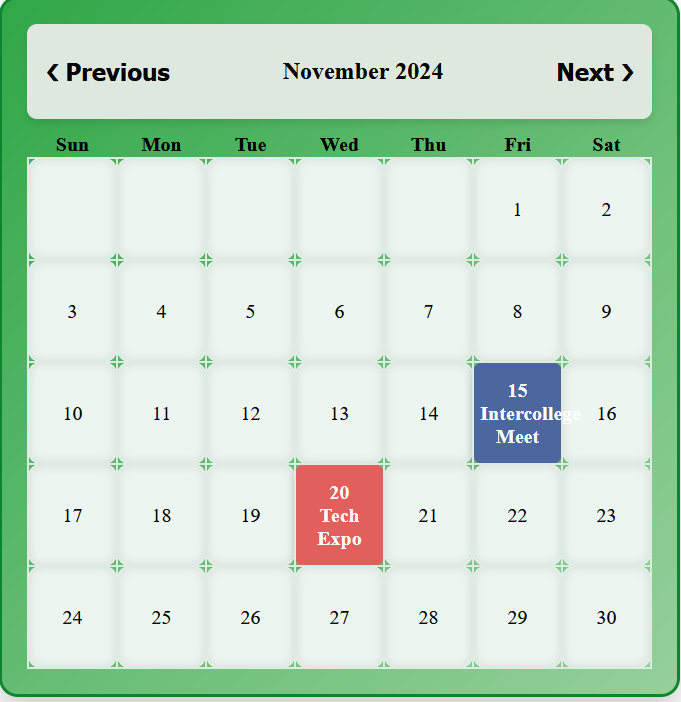 ❮ Previous November 2024 Next ❯
Sun Mon Tue Wed Thu Fri Sat
1 2
3 4 5 6 7 8 9
10 11 12 13 14 15 Intercollege Meet 16
17 18 19 20 Tech Expo 21 22 23
24 25 26 27 28 29 30